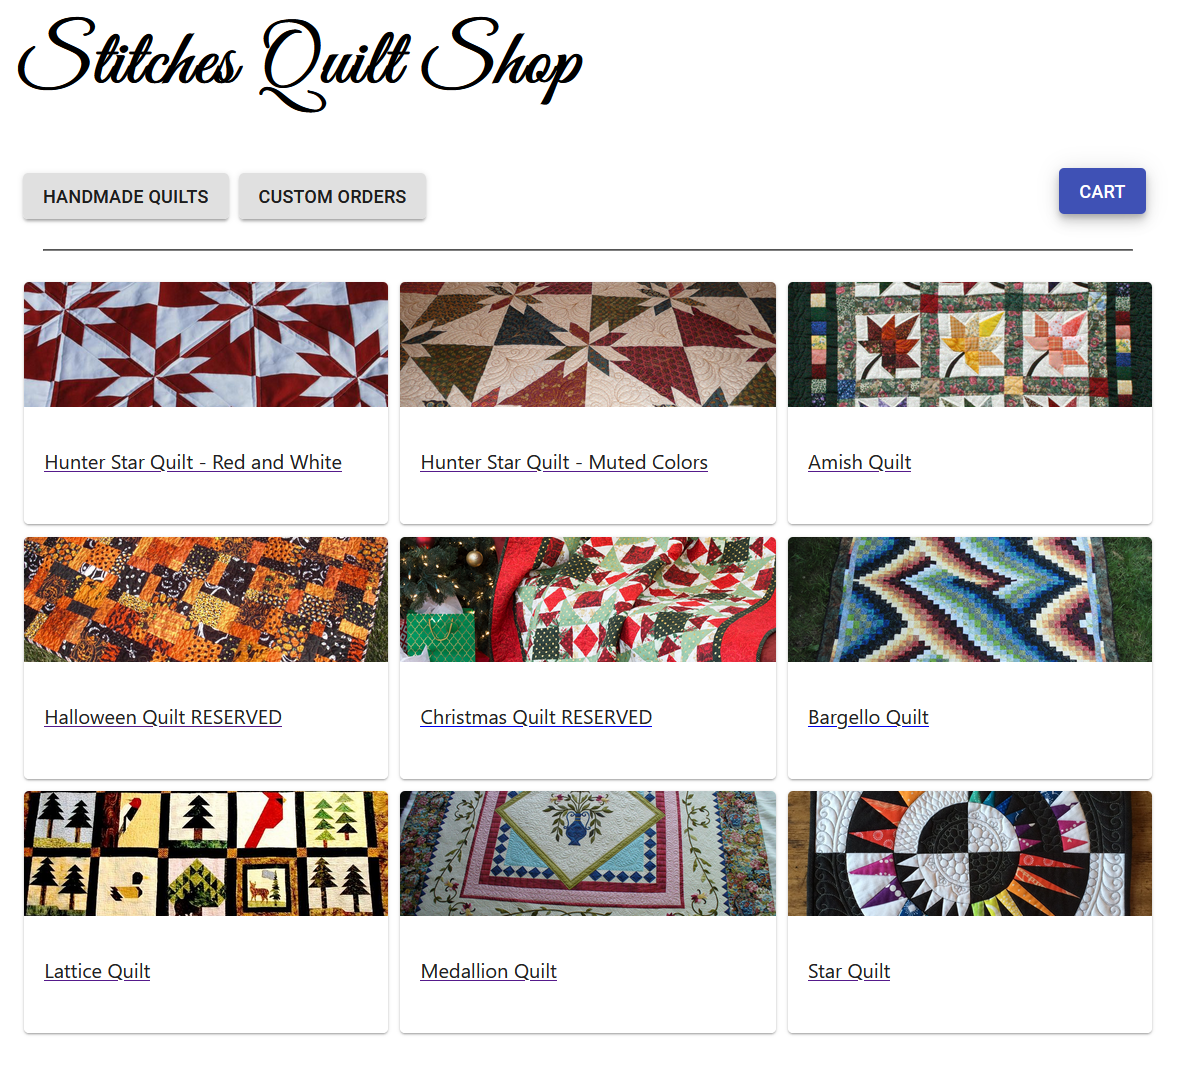 Stitches Quilt Shop
HANDMADE QUILTS
CUSTOM ORDERS
CART
Hunter Star Quilt - Red and White
Hunter Star Quilt - Muted Colors
Amish Quilt
Halloween Quilt RESERVED
Christmas Quilt RESERVED
Bargello Quilt
Lattice Quilt
Medallion Quilt
Star Quilt